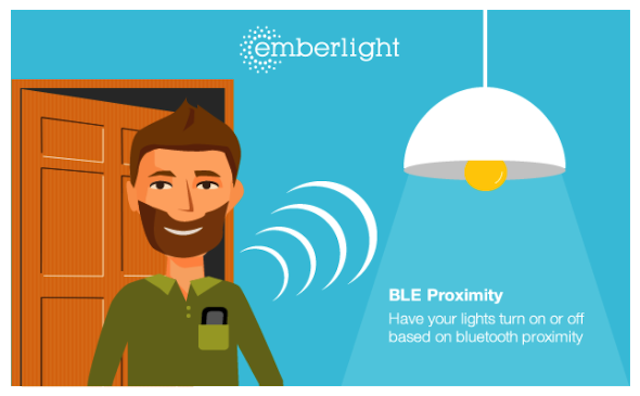 emberlight
BLE Proximity
Have your lights turn on or off
based on bluetooth proximity